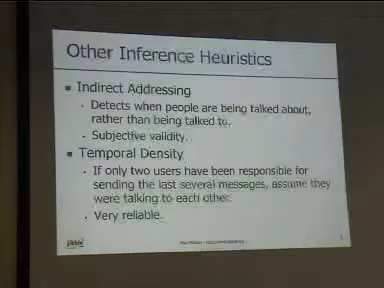 Other Inference Heuristics
Indirect Addressing
Detects when people are being talked about,
rather than being talked to.
Subjective validity.
Temporal Density
If only two users have been responsible for
sending the last several messages, assume they
were talking to each other.
Very reliable.